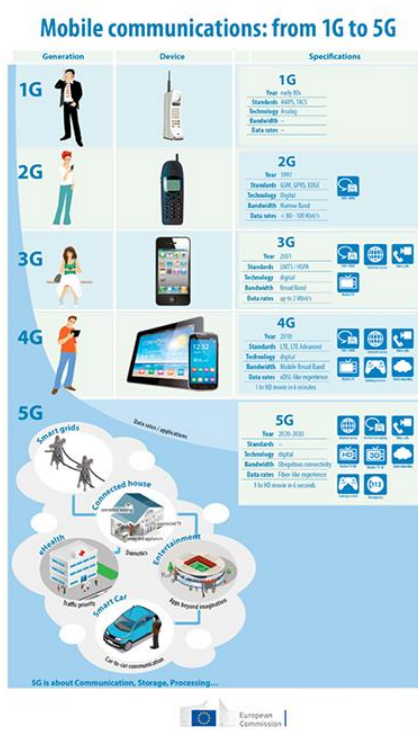 Mobile communications: from 1G to 5G
Generation Device Specifications
1G
1G
Year early 80s
Standards AMPS, TACS
Technology Analog
Bandwidth –
Data rates –
2G
2G
Year 1991
Standards GSM, GPRS, EDGE
Technology Digital
Bandwidth Narrow Band
Data rates < 80 - 100 Kbit/s
3G
3G
Year 2001
Standards UMTS / HSPA
Technology digital
Bandwidth Broad Band
Data rates up to 2 Mbit/s
4G
4G
Year 2010
Standards LTE, LTE Advanced
Technology digital
Bandwidth Mobile Broad Band
Data rates xDSL-like experience
1 hr HD movie in 6 minutes
5G
Data rates / applications
5G
Year 2020-2030
Standards –
Technology digital
Bandwidth Ubiquitous connectivity
Data rates Fiber-like experience
1 hr HD movie in 6 seconds
HD
3D
112
Smart grids
Connected house
Domotics
eHealth
Traffic priority
Entertainment
Apps beyond imagination
Smart Car
Car-to-car communication
5G is about Communication, Storage, Processing...
European
Commission